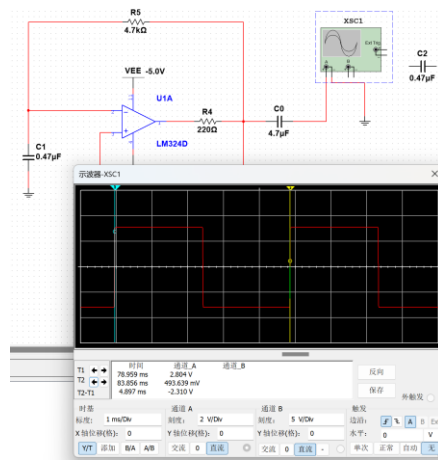 R5
4.7kΩ
XSC1
Ext Trig
A
B
C2
0.47µF
VEE -5.0V
U1A
R4
220Ω
C0
4.7µF
LM324D
C1
0.47µF
示波器-XSC1
时间 通道_A 通道_B
T1 78.959 ms 2.804 V
T2 83.856 ms 493.639 mV
T2-T1 4.897 ms -2.310 V
反向
保存
外触发
时基 通道 A 通道 B 触发
标度: 1 ms/Div 刻度: 2 V/Div 刻度: 5 V/Div 边沿: A B Ext
X 轴位移(格): 0 Y 轴位移(格): 0 Y 轴位移(格): 0 水平: 0 V
Y/T 添加 B/A A/B 交流 0 直流 交流 0 直流 - 单次 正常 自动 无